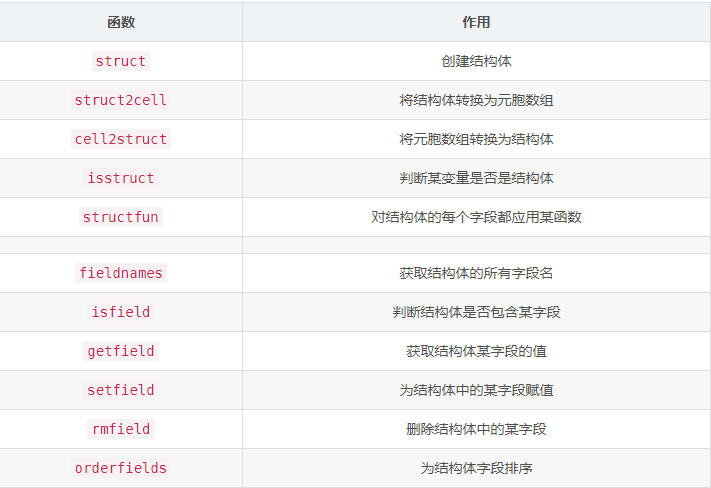 函数 作用
struct 创建结构体
struct2cell 将结构体转换为元胞数组
cell2struct 将元胞数组转换为结构体
isstruct 判断某变量是否是结构体
structfun 对结构体的每个字段都应用某函数
fieldnames 获取结构体的所有字段名
isfield 判断结构体是否包含某字段
getfield 获取结构体某字段的值
setfield 为结构体中的某字段赋值
rmfield 删除结构体中的某字段
orderfields 为结构体字段排序